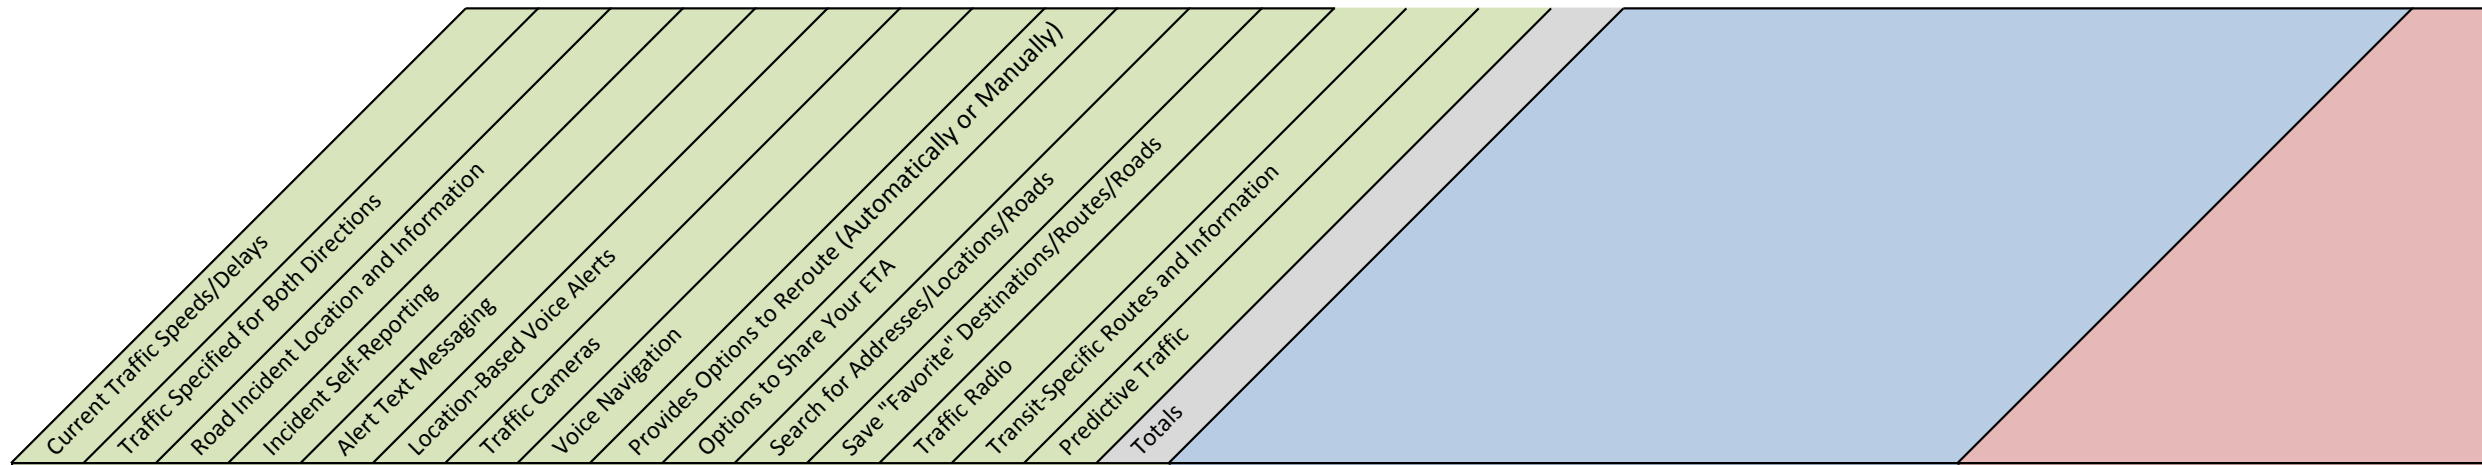 Current Traffic Speeds/Delays
Traffic Specified for Both Directions
Road Incident Location and Information
Incident Self-Reporting
Alert Text Messaging
Location-Based Voice Alerts
Traffic Cameras
Voice Navigation
Provides Options to Reroute (Automatically or Manually)
Options to Share Your ETA
Search for Addresses/Locations/Roads
Save "Favorite" Destinations/Routes/Roads
Traffic Radio
Transit-Specific Routes and Information
Predictive Traffic
Totals